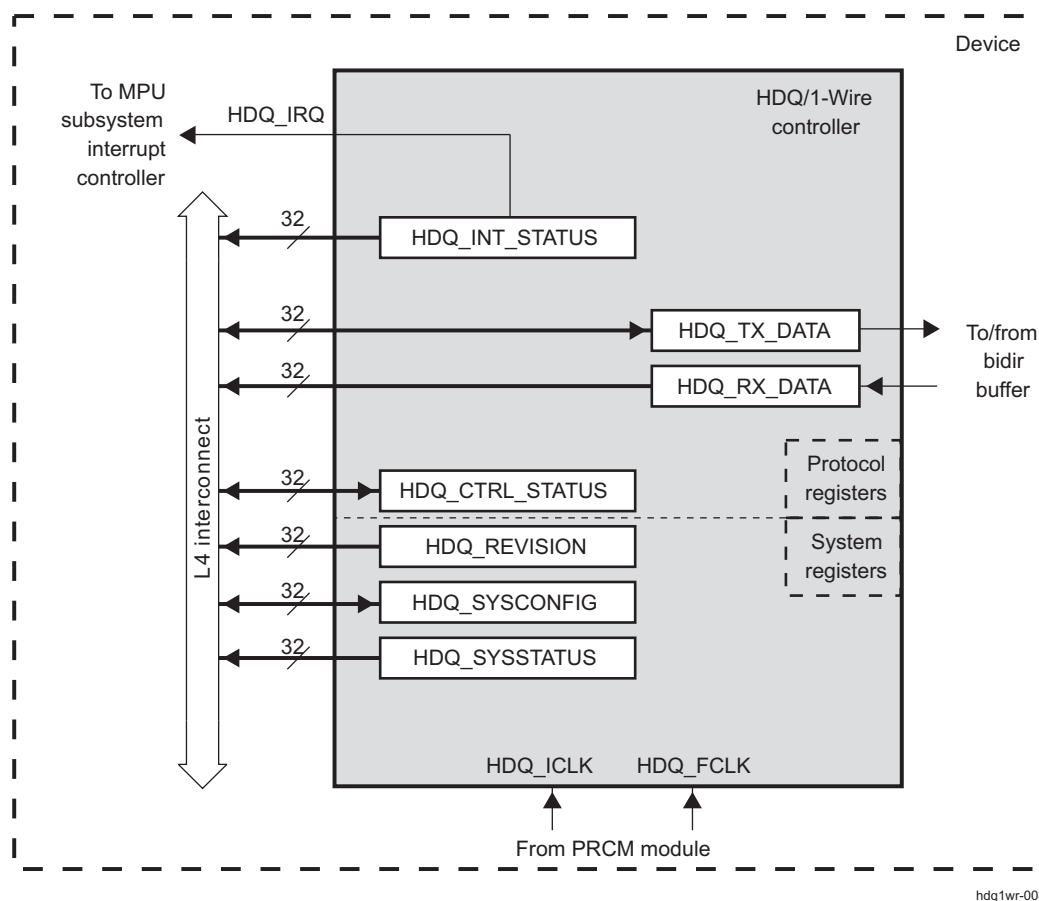 Device
To MPU
subsystem
interrupt
controller
HDQ_IRQ
HDQ/1-Wire
controller
32
HDQ_INT_STATUS
32
HDQ_TX_DATA
To/from
bidir
buffer
32
HDQ_RX_DATA
L4 interconnect
Protocol
registers
32
HDQ_CTRL_STATUS
32
HDQ_REVISION
System
registers
32
HDQ_SYSCONFIG
32
HDQ_SYSSTATUS
HDQ_ICLK
HDQ_FCLK
From PRCM module
hdq1wr-00